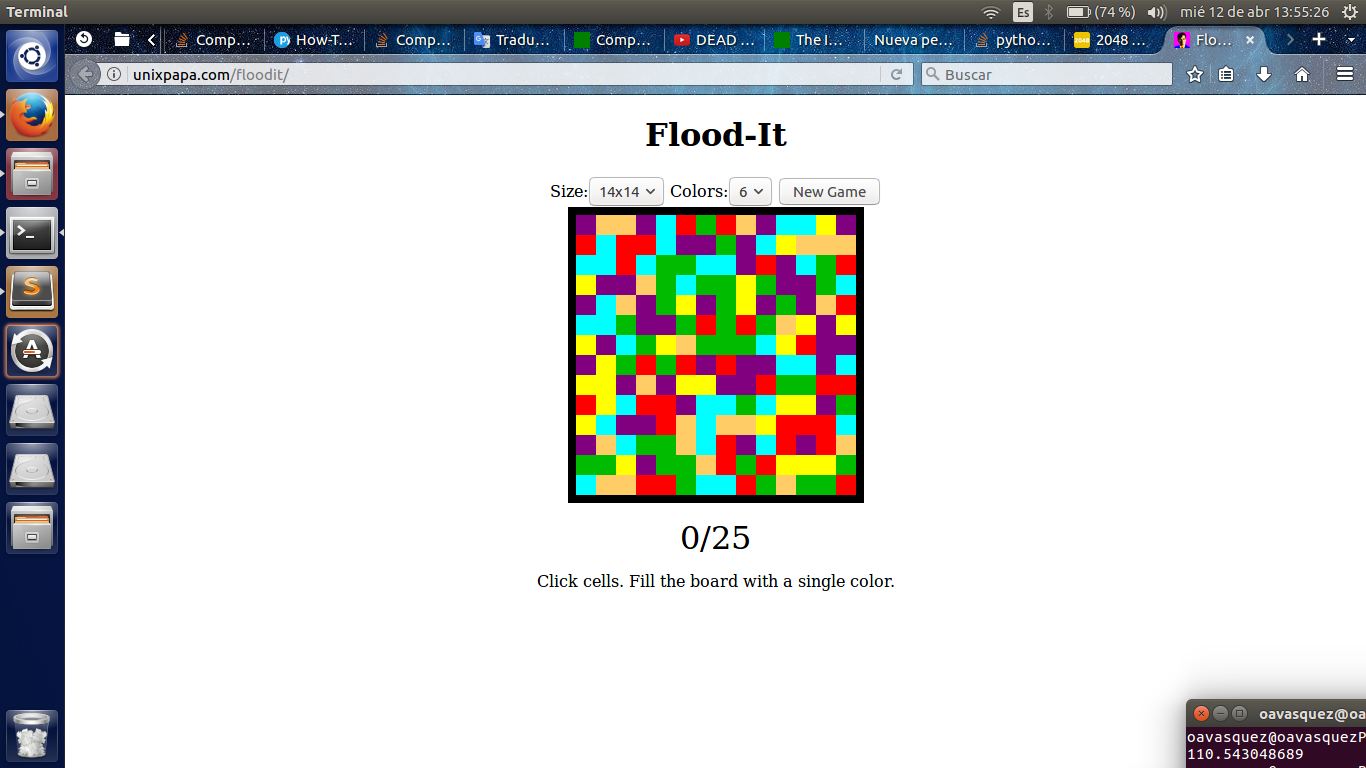 Terminal
Es
(74 %)
mié 12 de abr 13:55:26
Comp...
How-T...
Comp...
Tradu...
Comp...
DEAD ...
The I...
Nueva pe...
pytho...
2048 ...
Flo...
unixpapa.com/floodit/
Buscar
Flood-It
Size: 14x14 Colors: 6 New Game
0/25
Click cells. Fill the board with a single color.
oavasquez@oa
oavasquez@oavasquezP
110.543048689